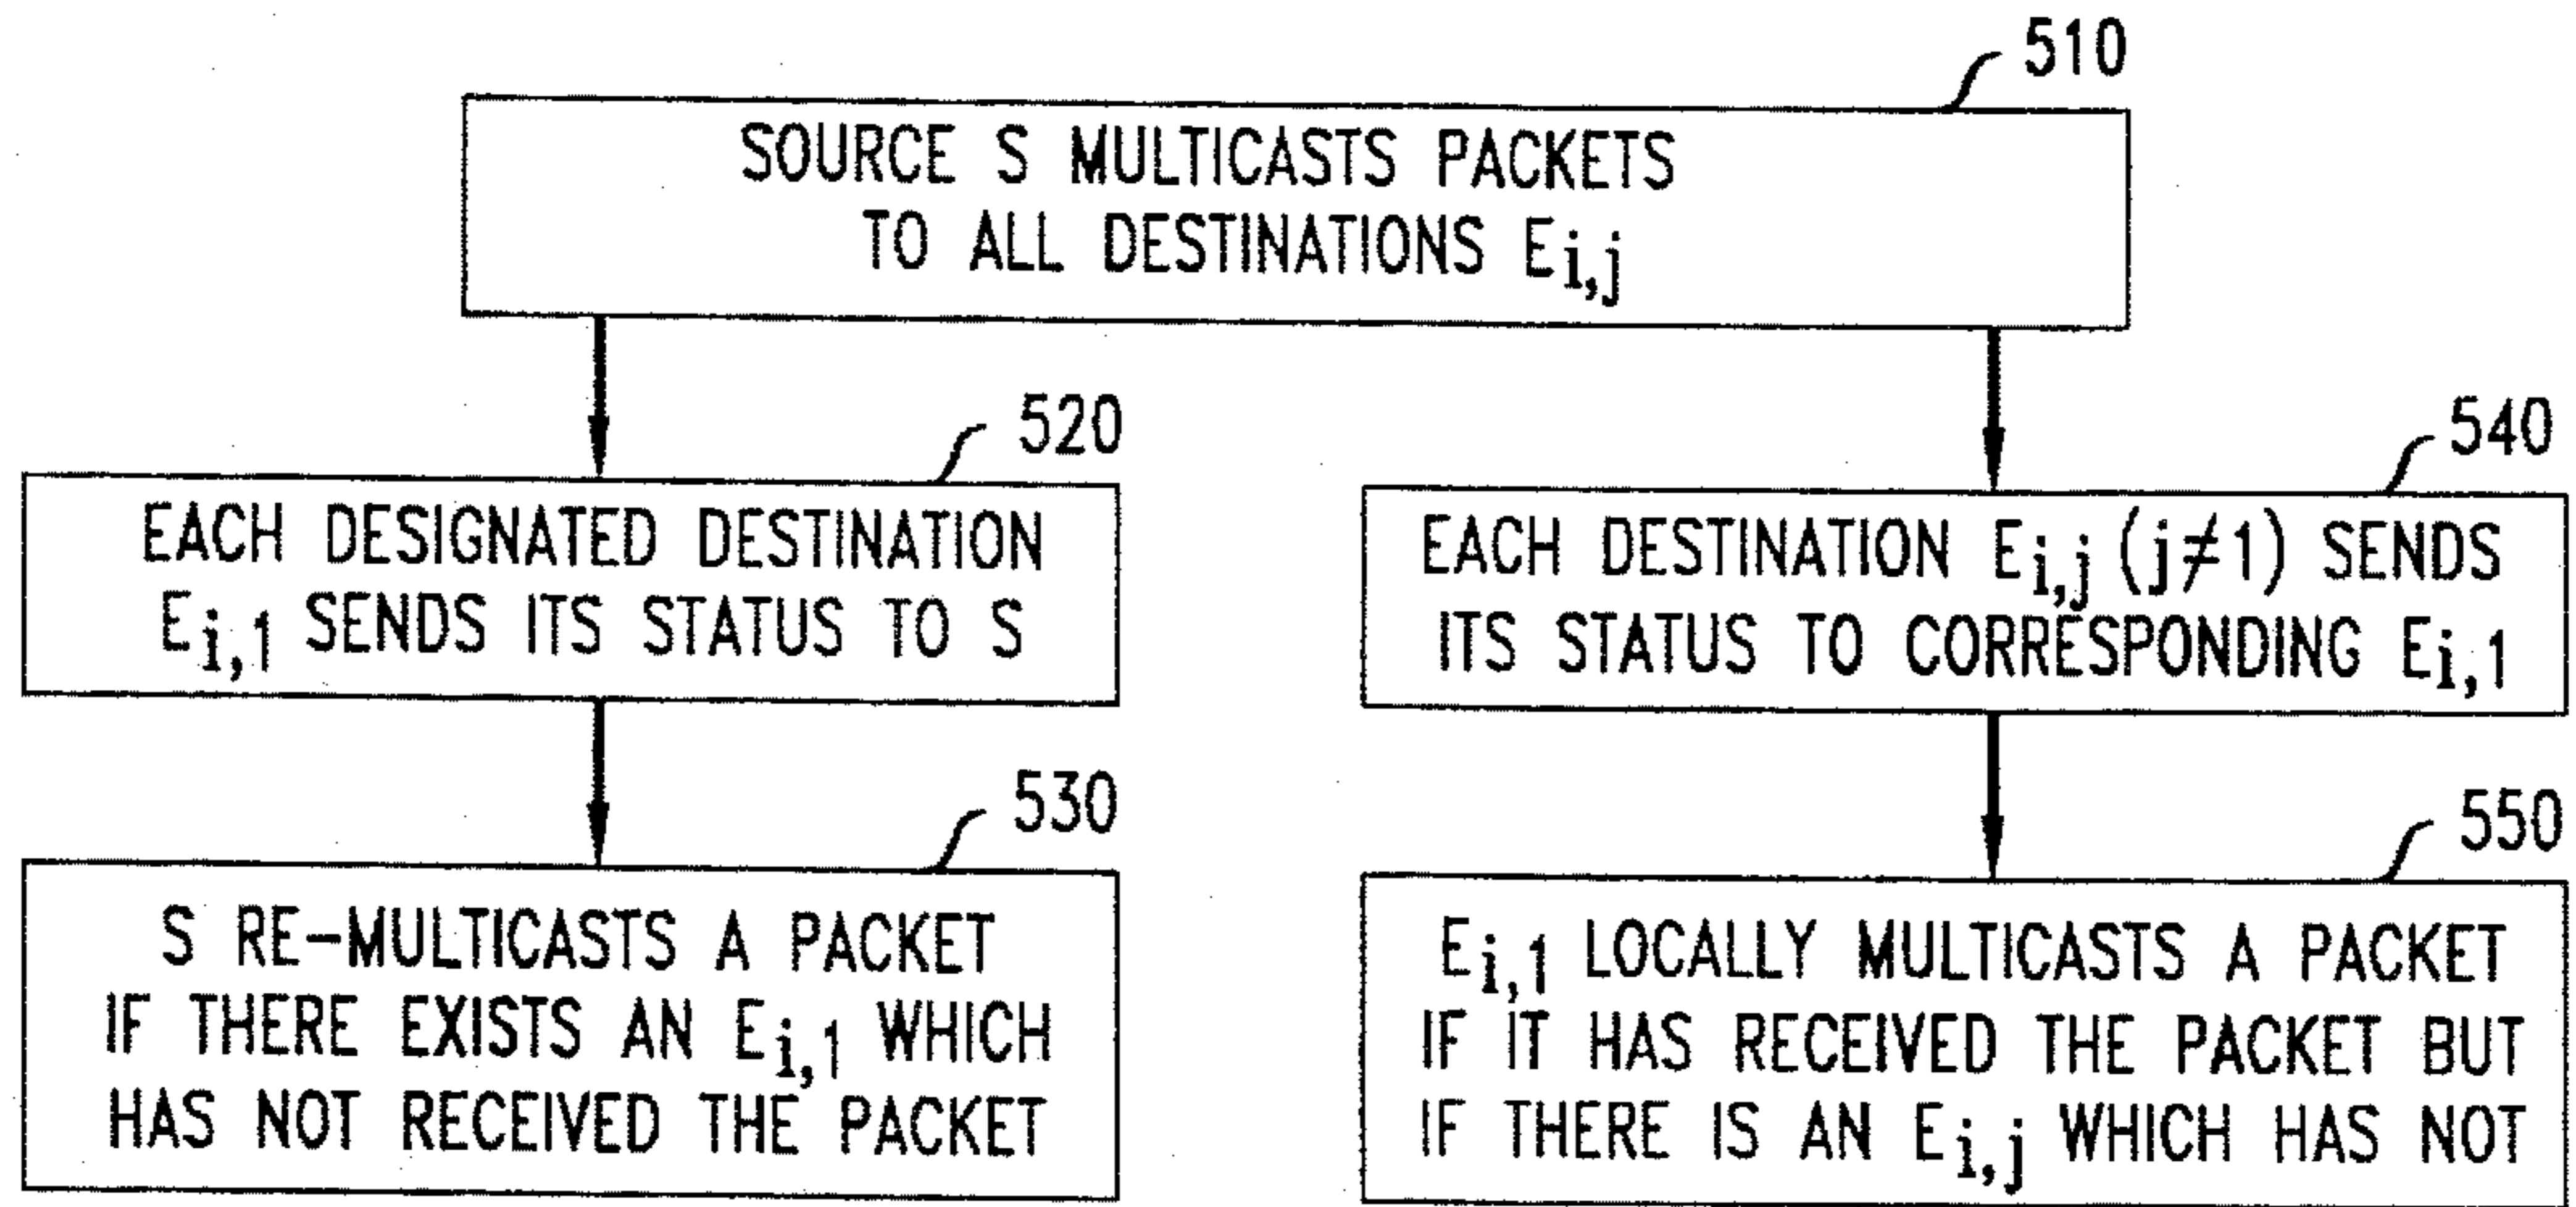 510
SOURCE S MULTICASTS PACKETS
TO ALL DESTINATIONS Ei,j
520
EACH DESIGNATED DESTINATION
Ei,1 SENDS ITS STATUS TO S
540
EACH DESTINATION Ei,j (j≠1) SENDS
ITS STATUS TO CORRESPONDING Ei,1
530
S RE-MULTICASTS A PACKET
IF THERE EXISTS AN Ei,1 WHICH
HAS NOT RECEIVED THE PACKET
550
Ei,1 LOCALLY MULTICASTS A PACKET
IF IT HAS RECEIVED THE PACKET BUT
IF THERE IS AN Ei,j WHICH HAS NOT